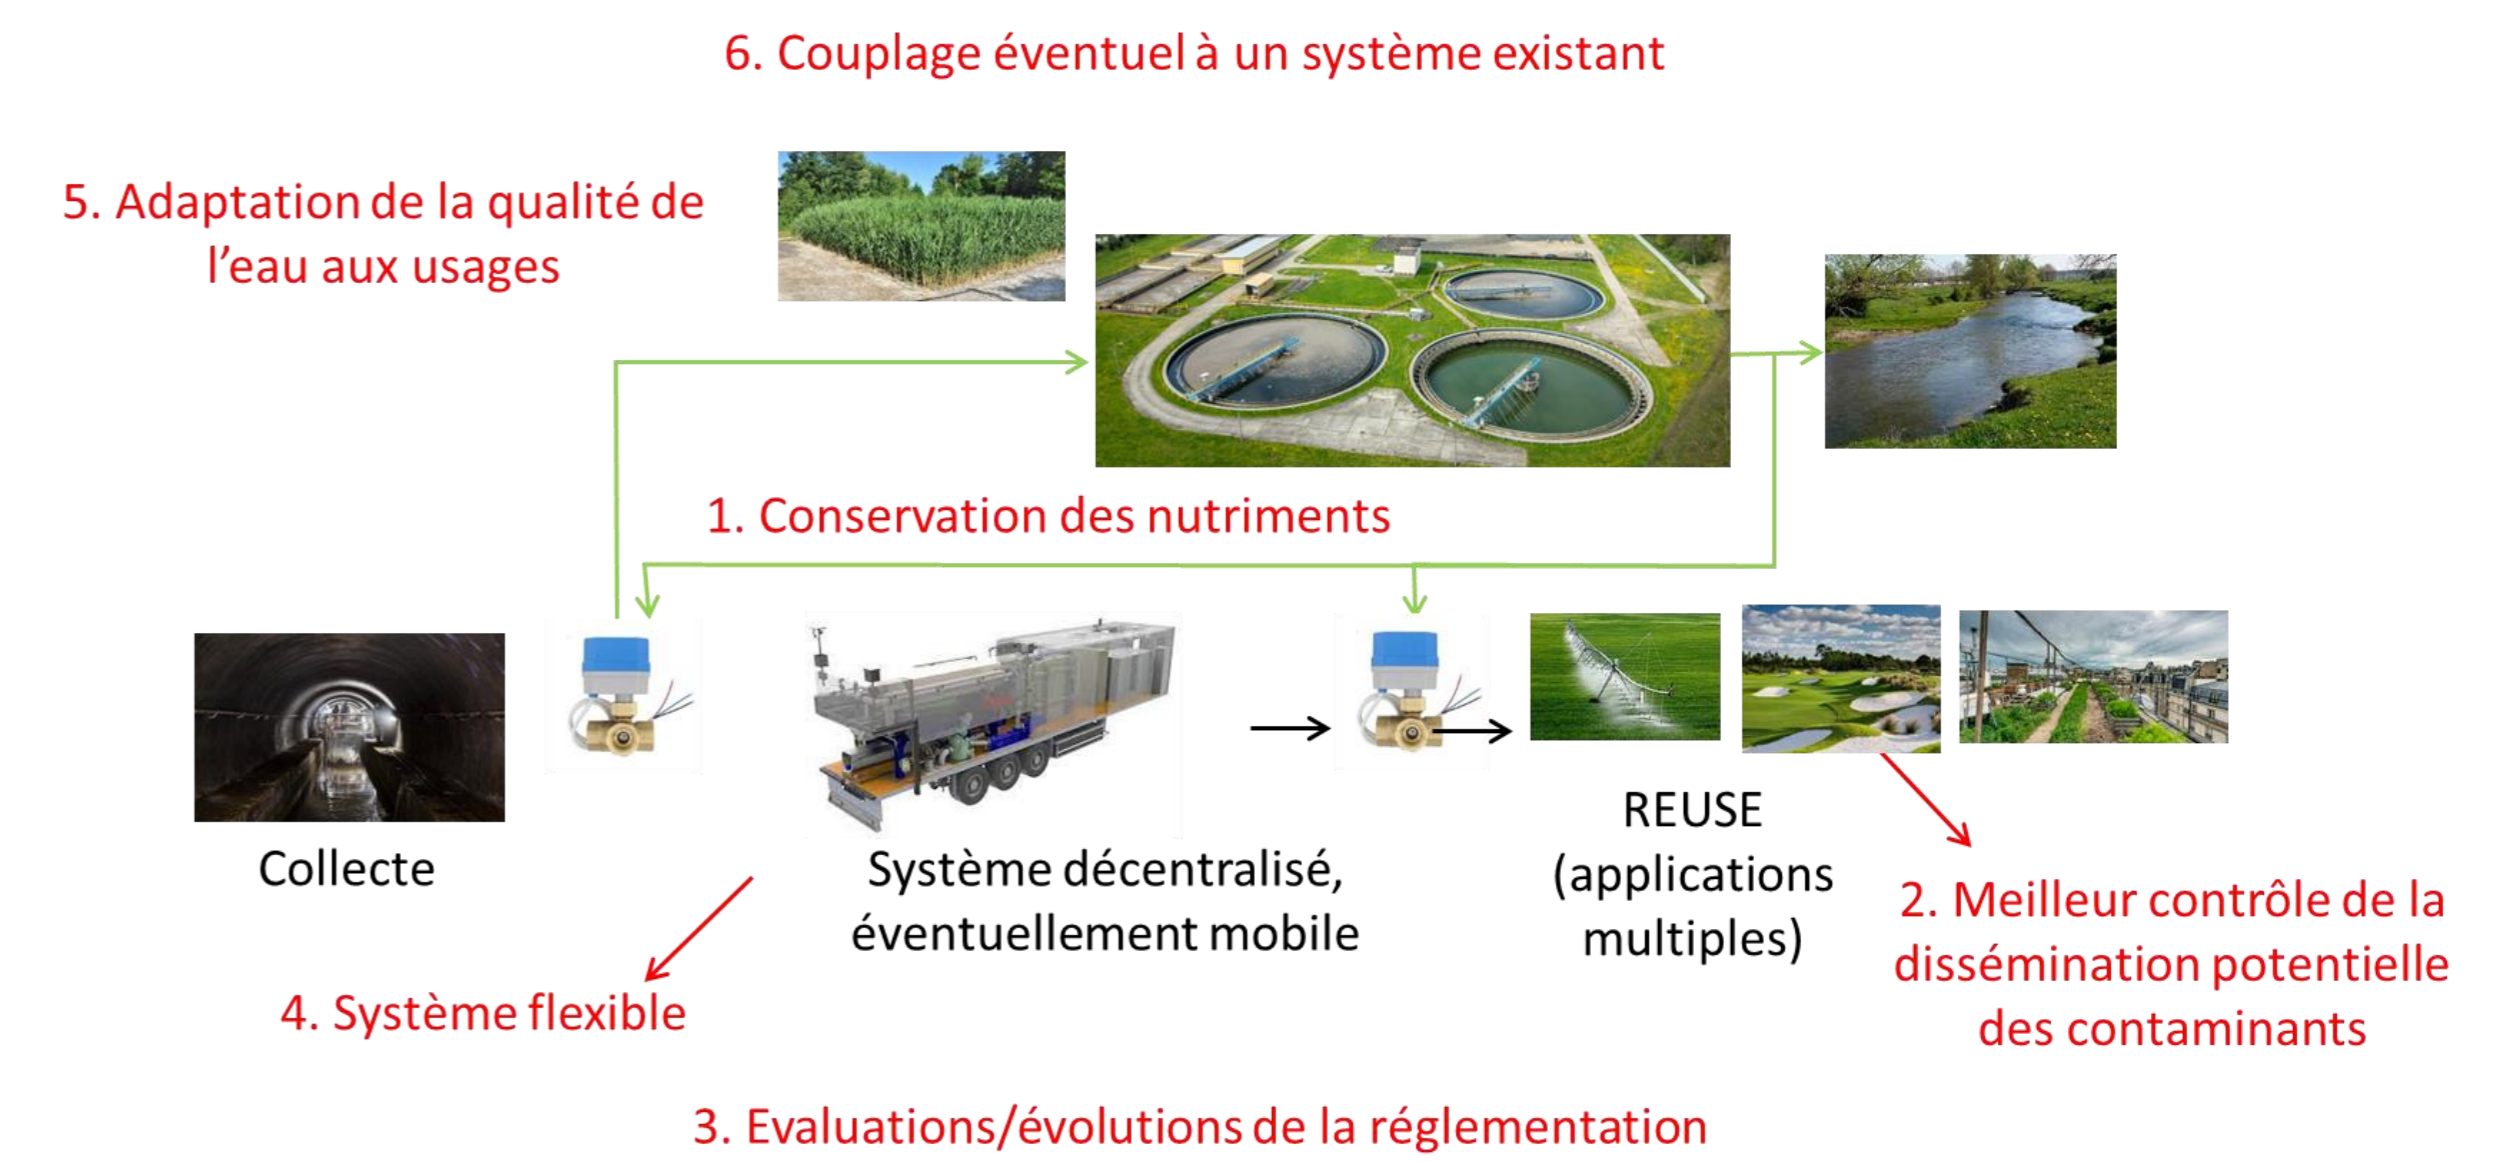 6. Couplage éventuel à un système existant
5. Adaptation de la qualité de
l’eau aux usages
1. Conservation des nutriments
Collecte
Système décentralisé,
éventuellement mobile
REUSE
(applications
multiples)
2. Meilleur contrôle de la
dissémination potentielle
des contaminants
4. Système flexible
3. Evaluations/évolutions de la réglementation